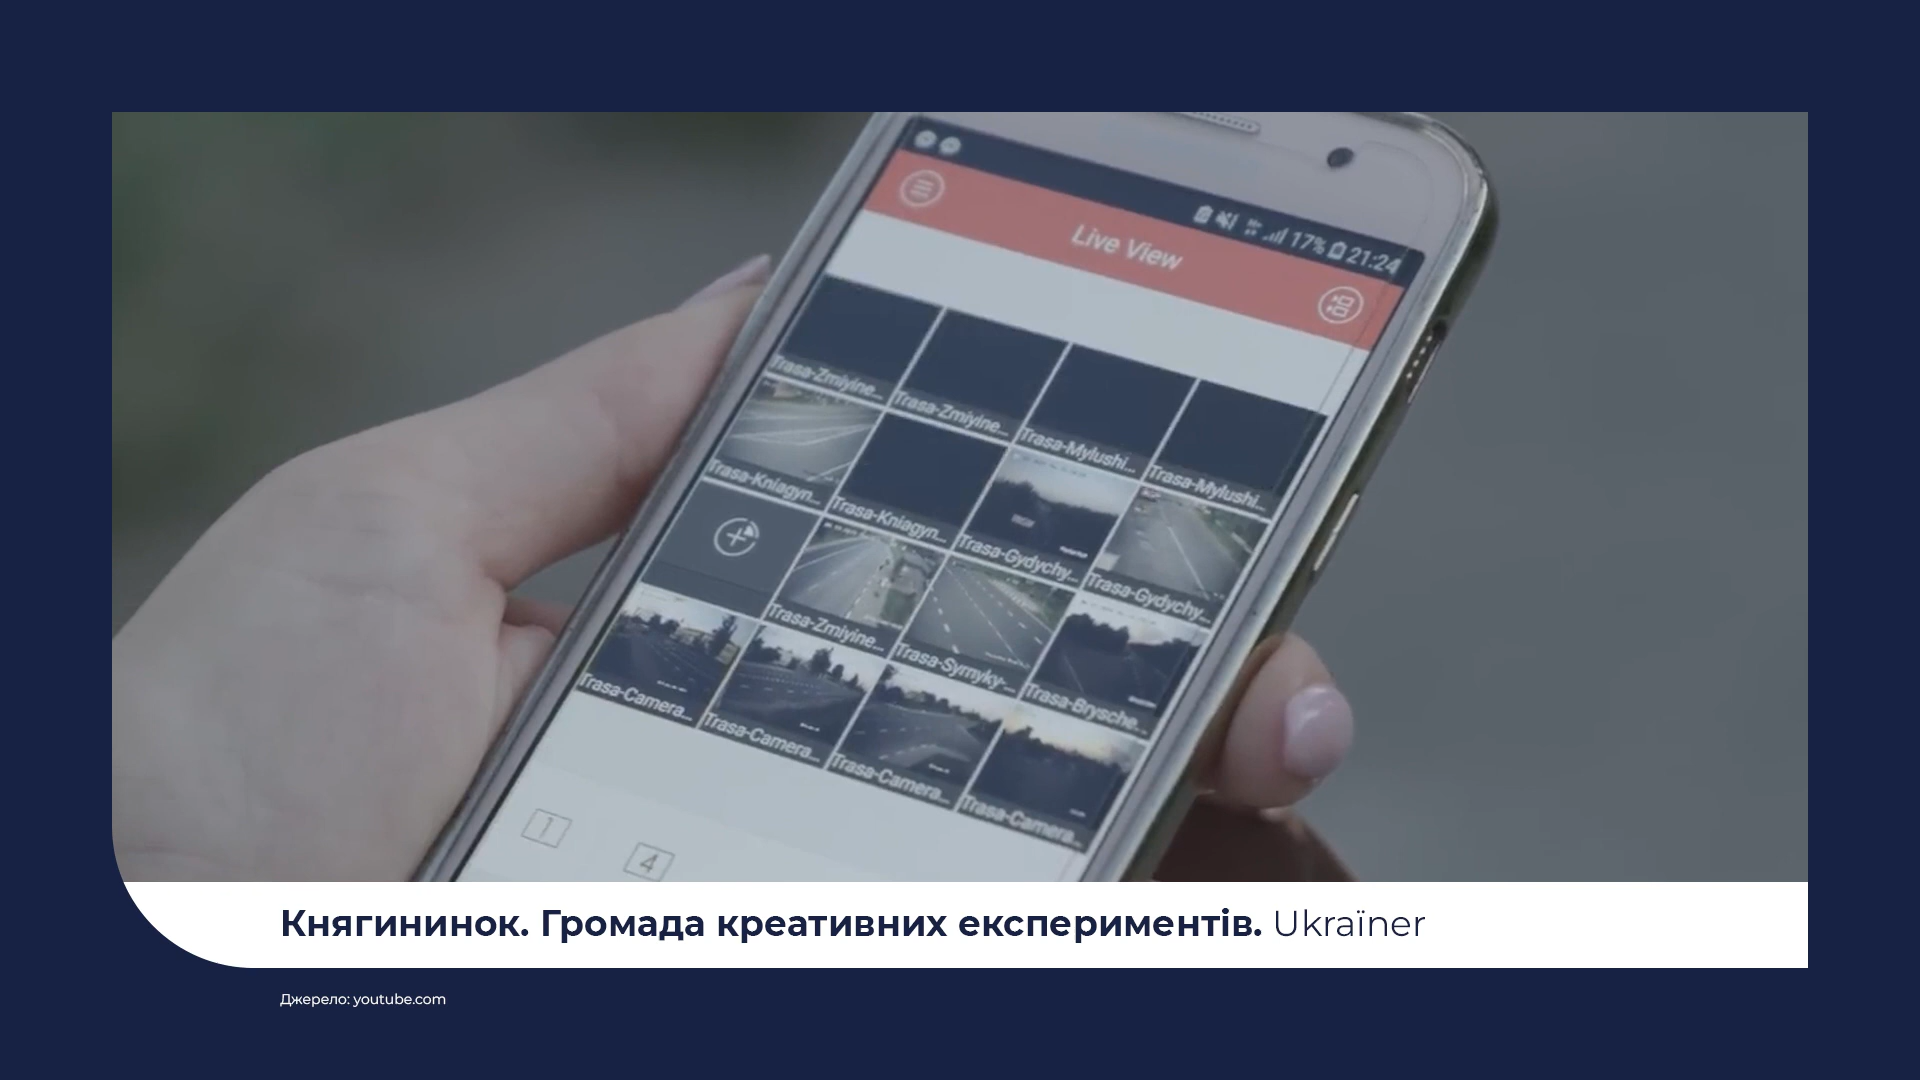 17% 21:24
Live View
Trasa-Zmiyine... Trasa-Zmiyine... Trasa-Mylushi... Trasa-Mylushi...
Trasa-Kniagyn... Trasa-Kniagyn... Trasa-Gydychy... Trasa-Gydychy...
Trasa-Zmiyine... Trasa-Syrnyky-... Trasa-Brysche...
Trasa-Camera... Trasa-Camera... Trasa-Camera... Trasa-Camera...
1 4
Княгининок. Громада креативних експериментів. Ukraïner
Джерело: youtube.com